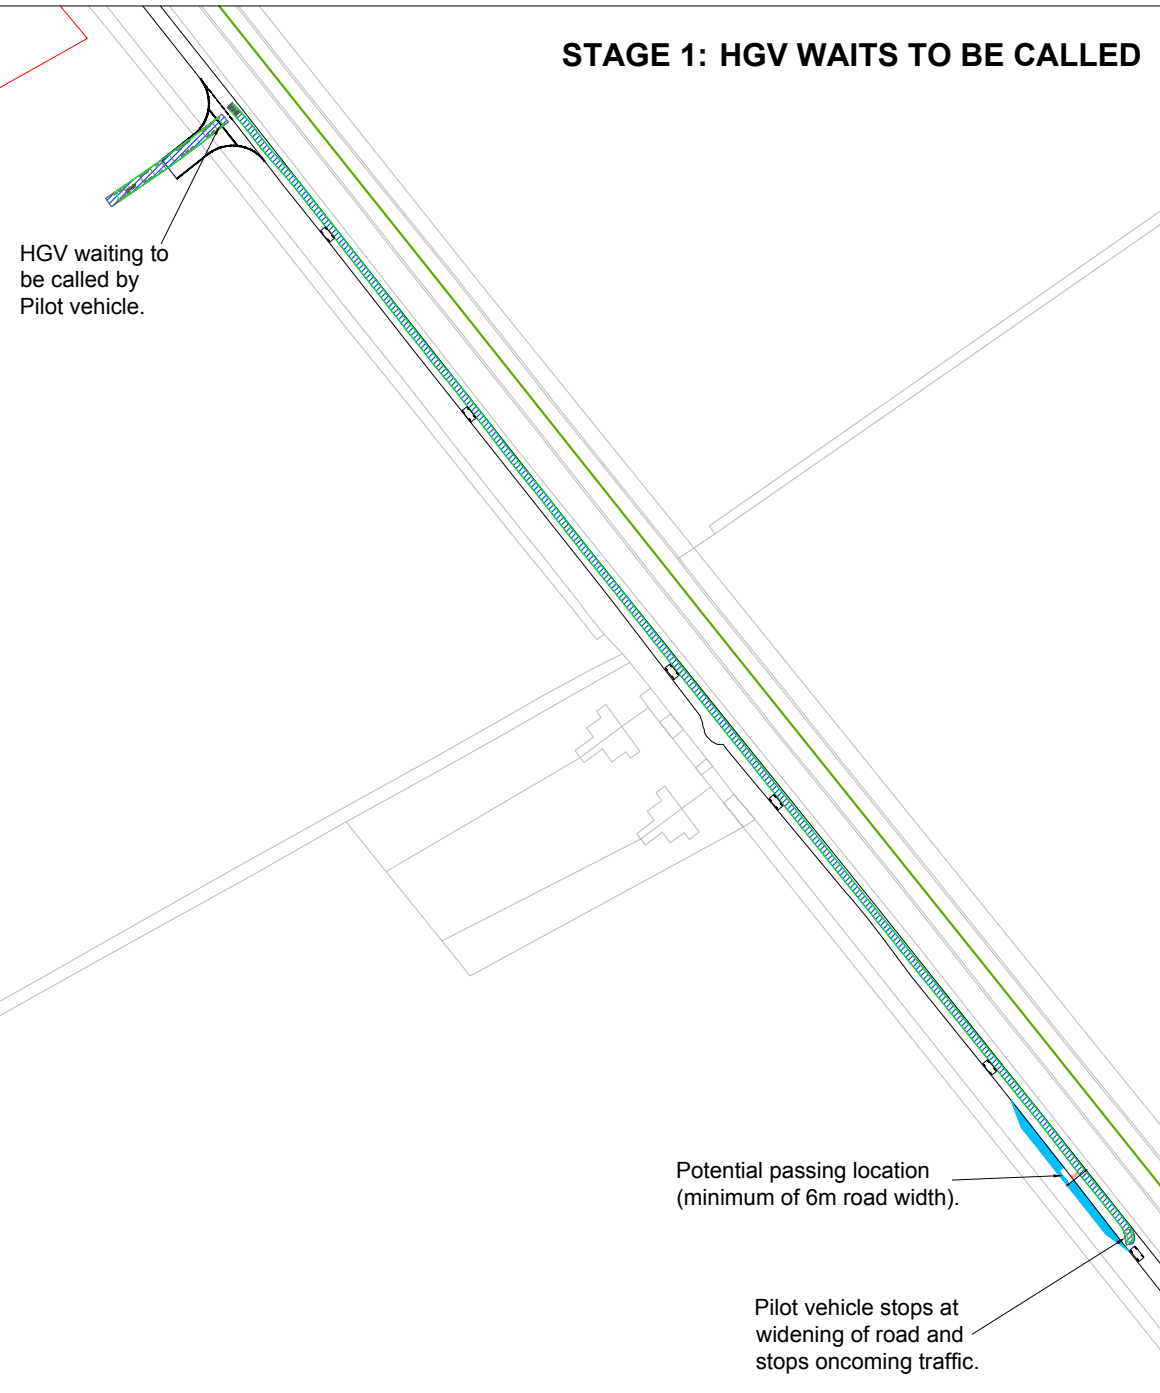 STAGE 1: HGV WAITS TO BE CALLED
HGV waiting to
be called by
Pilot vehicle.
Potential passing location
(minimum of 6m road width).
Pilot vehicle stops at
widening of road and
stops oncoming traffic.